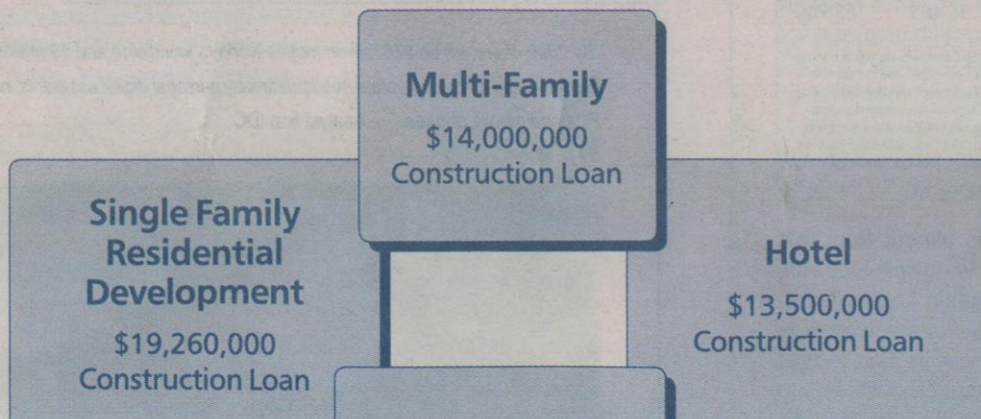 Multi-Family
$14,000,000
Construction Loan
Single Family
Residential
Development
$19,260,000
Construction Loan
Hotel
$13,500,000
Construction Loan